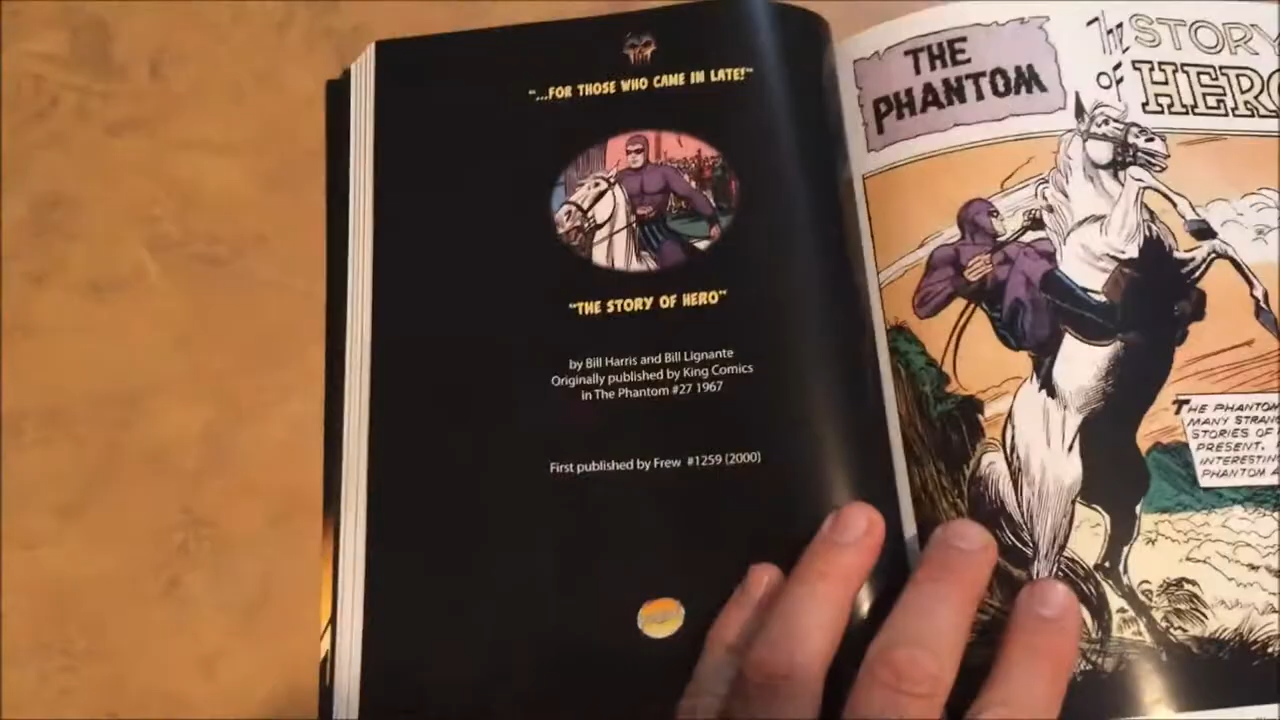 "...FOR THOSE WHO CAME IN LATE!"
"THE STORY OF HERO"
by Bill Harris and Bill Lignante
Originally published by King Comics
in The Phantom #27 1967
First published by Frew #1259 (2000)
THE
PHANTOM
The STORY
OF HERO
THE PHANTOM
MANY STRAN
STORIES OF
PRESENT.
INTERESTIN
PHANTOM A